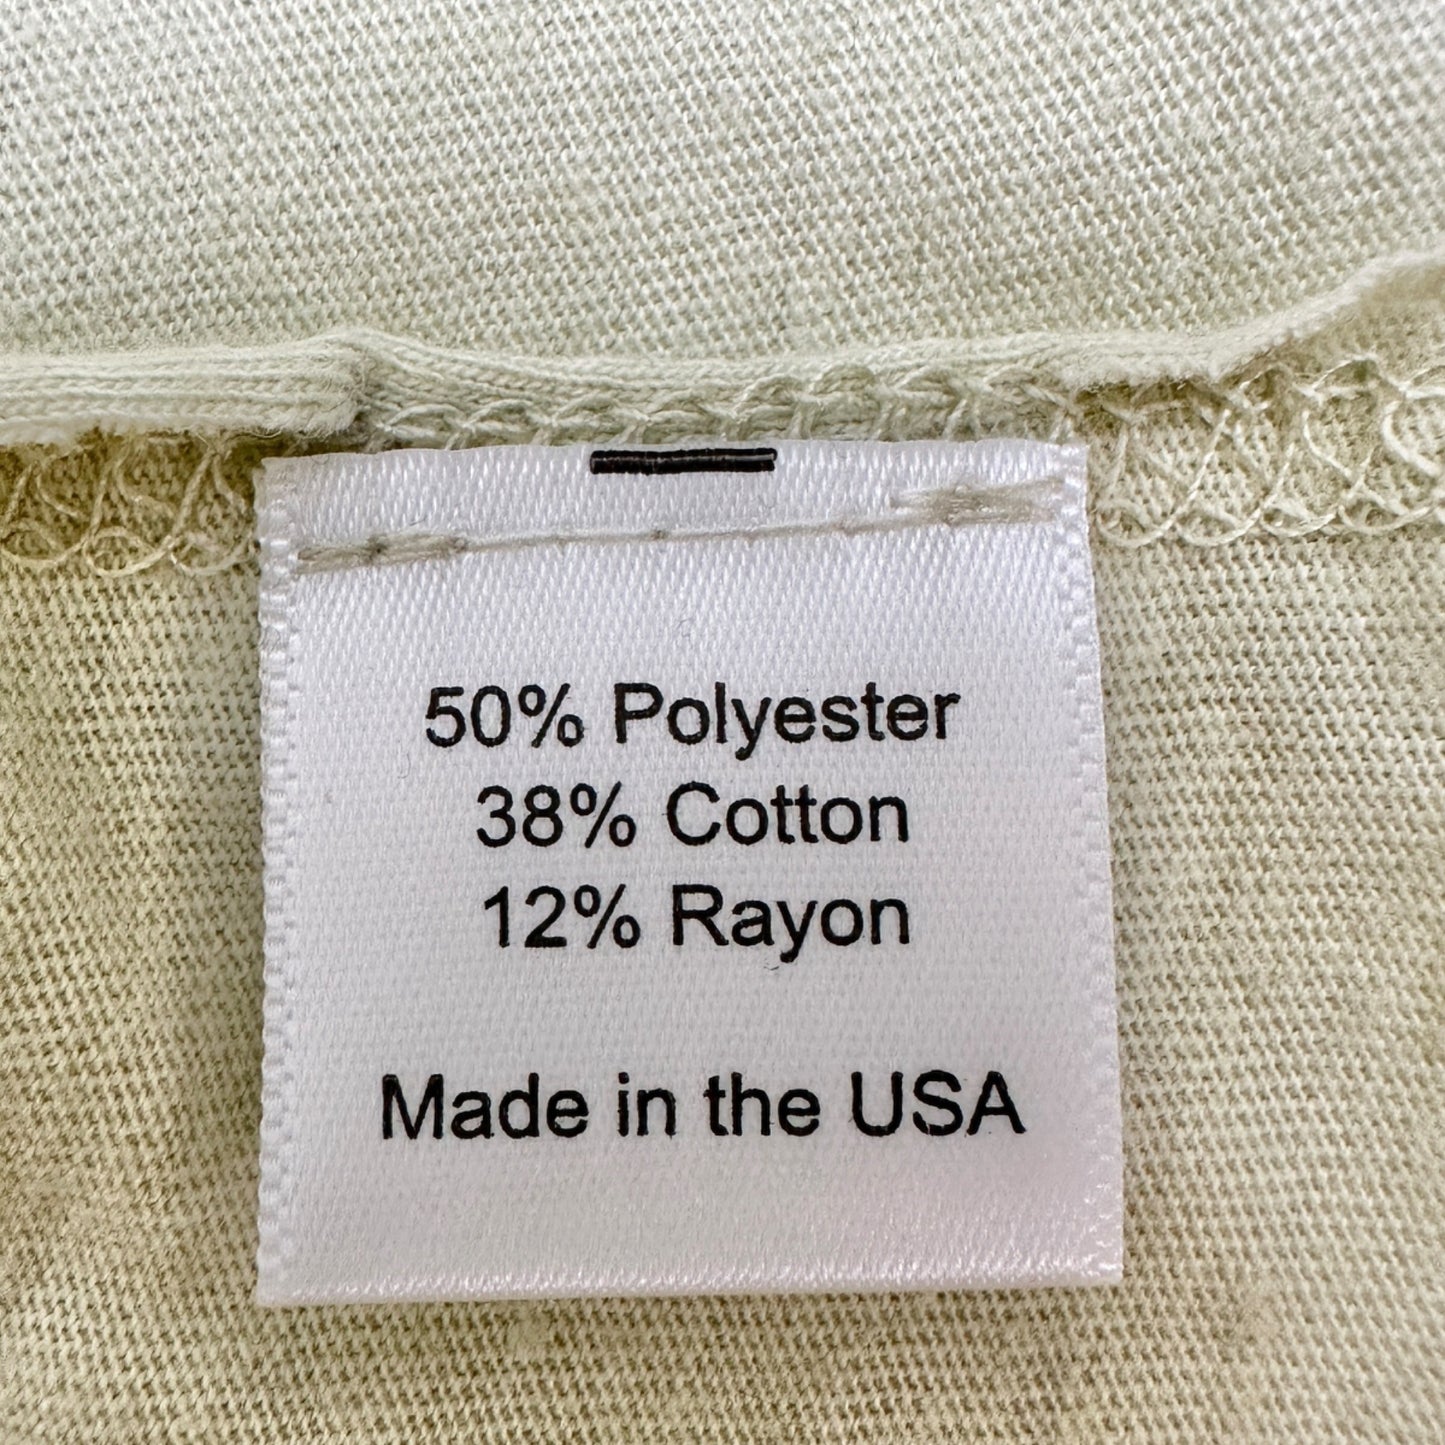 50% Polyester
38% Cotton
12% Rayon
Made in the USA